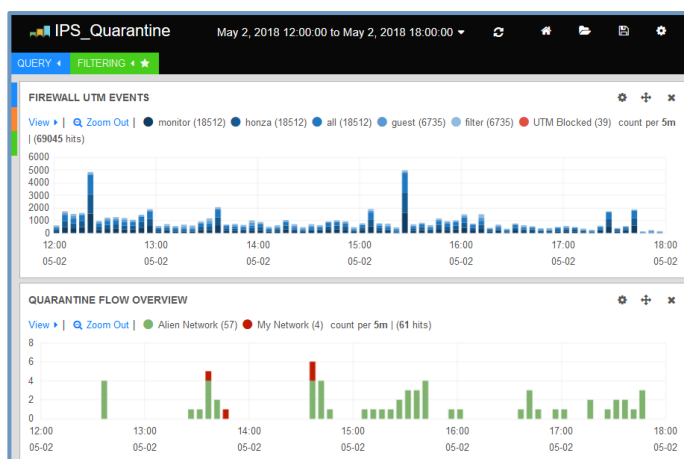 IPS_Quarantine
May 2, 2018 12:00:00 to May 2, 2018 18:00:00
QUERY FILTERING
FIREWALL UTM EVENTS
View | Zoom Out | monitor (18512) honza (18512) all (18512) guest (6735) filter (6735) UTM Blocked (39) count per 5m
| (69045 hits)
6000
5000
4000
3000
2000
1000
0
12:00 13:00 14:00 15:00 16:00 17:00 18:00
05-02 05-02 05-02 05-02 05-02 05-02 05-02
QUARANTINE FLOW OVERVIEW
View | Zoom Out | Alien Network (57) My Network (4) count per 5m | (61 hits)
8
6
4
2
0
12:00 13:00 14:00 15:00 16:00 17:00 18:00
05-02 05-02 05-02 05-02 05-02 05-02 05-02